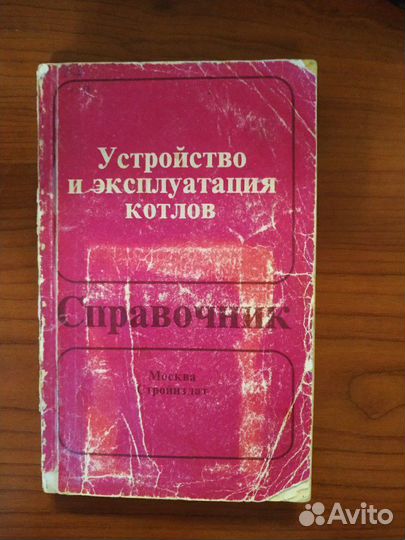 Устройство
и эксплуатация
котлов
Справочник
Москва
Стройиздат
Avito